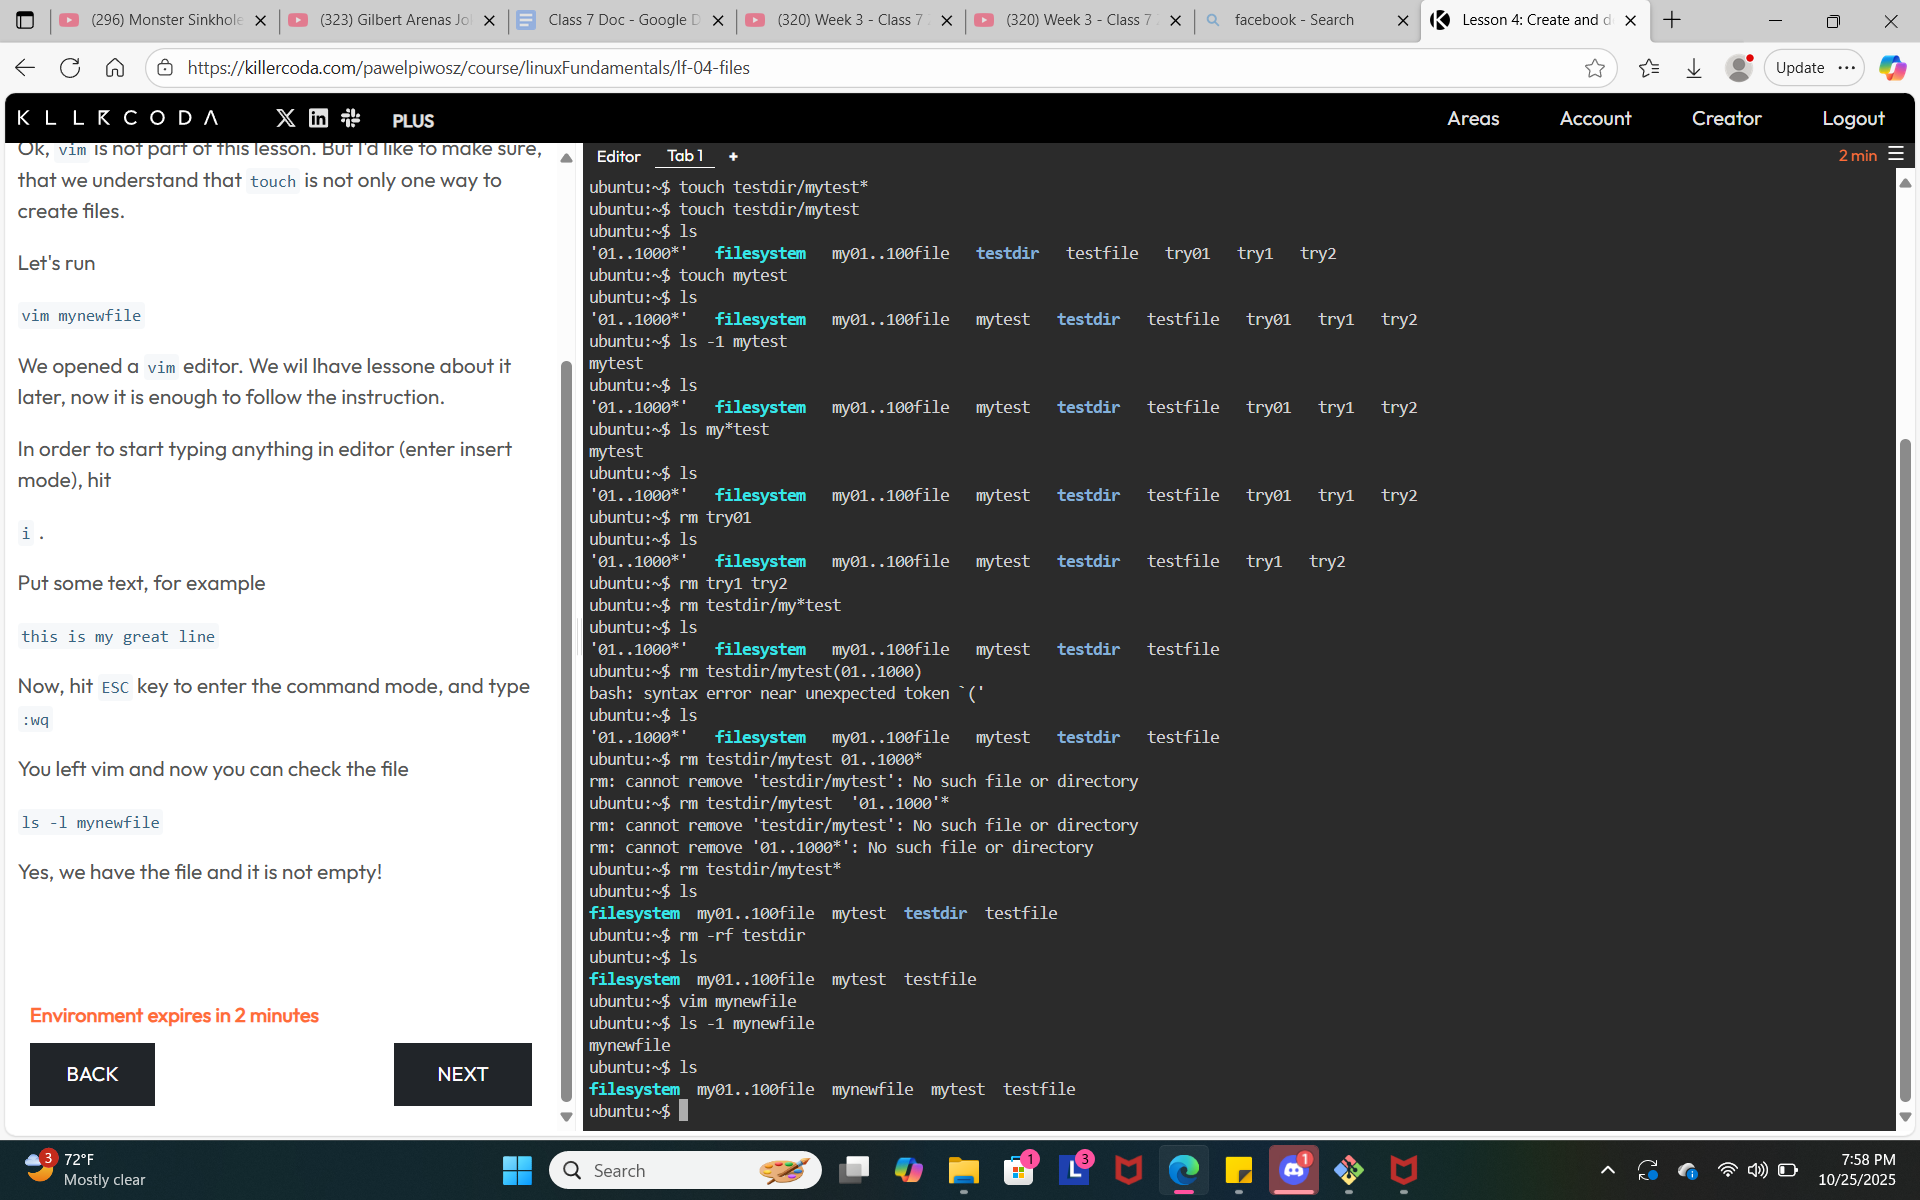 (296) Monster Sinkhole
(323) Gilbert Arenas Jo
Class 7 Doc - Google D
(320) Week 3 - Class 7
(320) Week 3 - Class 7
facebook - Search
Lesson 4: Create and d
https://killercoda.com/pawelpiwosz/course/linuxFundamentals/lf-04-files
Update
PLUS
Areas
Account
Creator
Logout
Ok, vim is not part of this lesson. But I'd like to make sure,
that we understand that touch is not only one way to
create files.
Let's run
vim mynewfile
We opened a vim editor. We wil lhave lessone about it
later, now it is enough to follow the instruction.
In order to start typing anything in editor (enter insert
mode), hit
i .
Put some text, for example
this is my great line
Now, hit ESC key to enter the command mode, and type
:wq
You left vim and now you can check the file
ls -l mynewfile
Yes, we have the file and it is not empty!
Environment expires in 2 minutes
BACK
NEXT
Editor Tab 1 +
2 min
ubuntu:~$ touch testdir/mytest*
ubuntu:~$ touch testdir/mytest
ubuntu:~$ ls
'01..1000*' filesystem my01..100file testdir testfile try01 try1 try2
ubuntu:~$ touch mytest
ubuntu:~$ ls
'01..1000*' filesystem my01..100file mytest testdir testfile try01 try1 try2
ubuntu:~$ ls -1 mytest
mytest
ubuntu:~$ ls
'01..1000*' filesystem my01..100file mytest testdir testfile try01 try1 try2
ubuntu:~$ ls my*test
mytest
ubuntu:~$ ls
'01..1000*' filesystem my01..100file mytest testdir testfile try01 try1 try2
ubuntu:~$ rm try01
ubuntu:~$ ls
'01..1000*' filesystem my01..100file mytest testdir testfile try1 try2
ubuntu:~$ rm try1 try2
ubuntu:~$ rm testdir/my*test
ubuntu:~$ ls
'01..1000*' filesystem my01..100file mytest testdir testfile
ubuntu:~$ rm testdir/mytest(01..1000)
bash: syntax error near unexpected token `('
ubuntu:~$ ls
'01..1000*' filesystem my01..100file mytest testdir testfile
ubuntu:~$ rm testdir/mytest 01..1000*
rm: cannot remove 'testdir/mytest': No such file or directory
ubuntu:~$ rm testdir/mytest '01..1000'*
rm: cannot remove 'testdir/mytest': No such file or directory
rm: cannot remove '01..1000*': No such file or directory
ubuntu:~$ rm testdir/mytest*
ubuntu:~$ ls
filesystem my01..100file mytest testdir testfile
ubuntu:~$ rm -rf testdir
ubuntu:~$ ls
filesystem my01..100file mytest testfile
ubuntu:~$ vim mynewfile
ubuntu:~$ ls -1 mynewfile
mynewfile
ubuntu:~$ ls
filesystem my01..100file mynewfile mytest testfile
ubuntu:~$
3
72°F
Mostly clear
Search
1
3
L
1
7:58 PM
10/25/2025